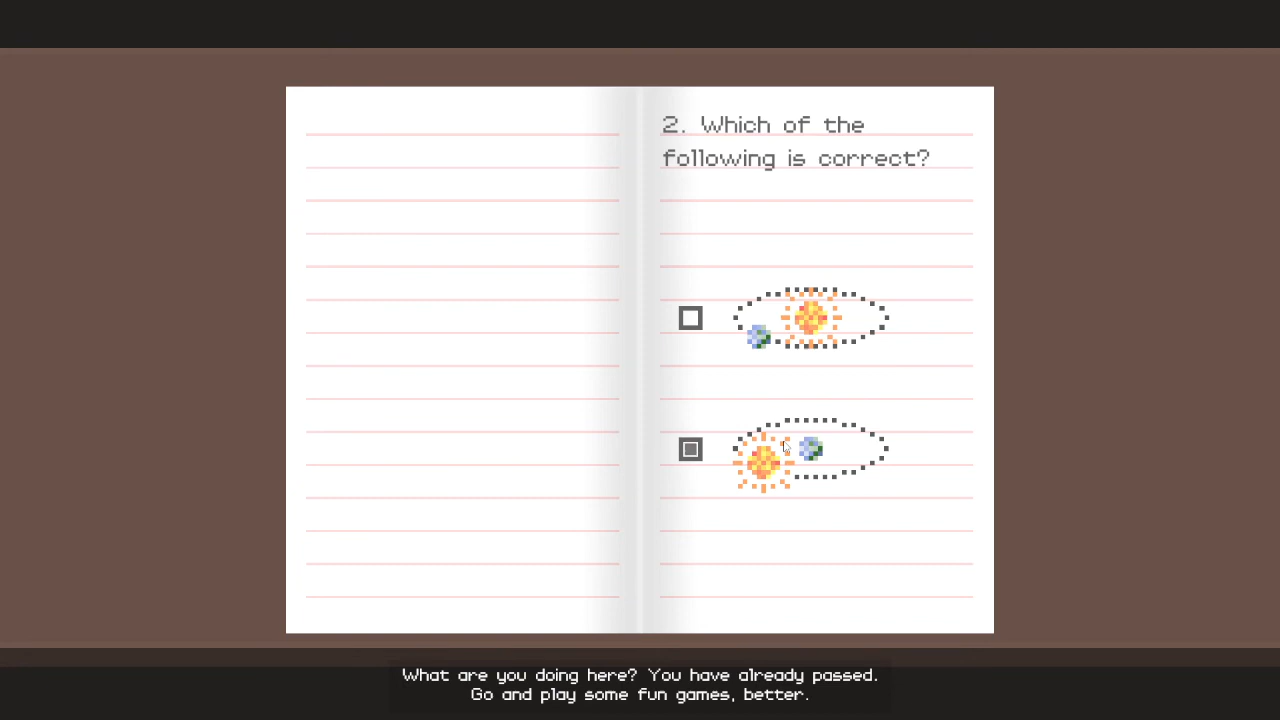 2. Which of the
following is correct?
What are you doing here? You have already passed.
Go and play some fun games, better.